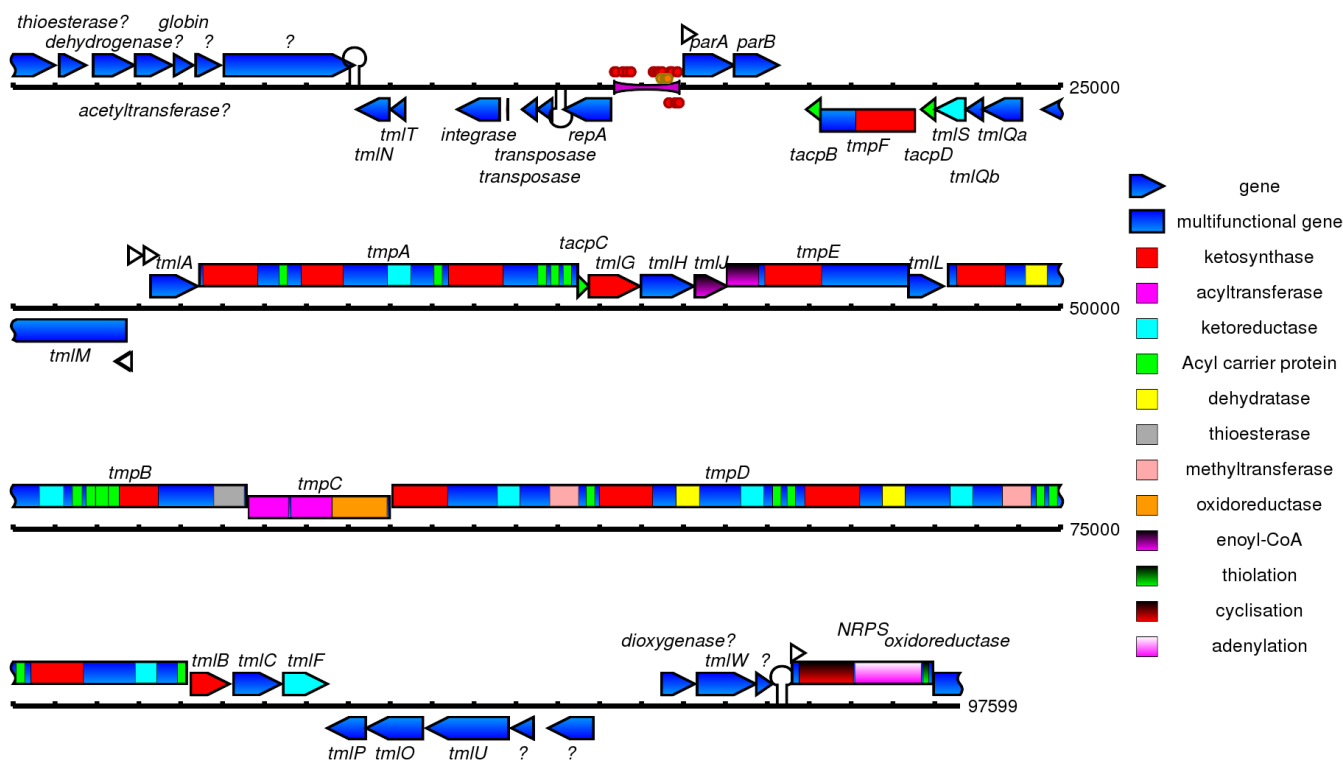 thioesterase? globin
dehydrogenase? ? ? parA parB
25000
acetyltransferase?
tmlT integrase repA tmlS tmlQa
tmlN transposase tacpB tmpF tacpD
transposase tmlQb
gene
multifunctional gene
tacpC
tmlA tmpA tmlG tmlH tmlJ tmpE tmlL
ketosynthase
acyltransferase
50000
ketoreductase
tmlM
Acyl carrier protein
dehydratase
thioesterase
methyltransferase
tmpB tmpC tmpD
oxidoreductase
75000
enoyl-CoA
thiolation
cyclisation
NRPS
dioxygenase? oxidoreductase
adenylation
tmlB tmlC tmlF tmlW ?
97599
tmlP tmlO tmlU ? ?